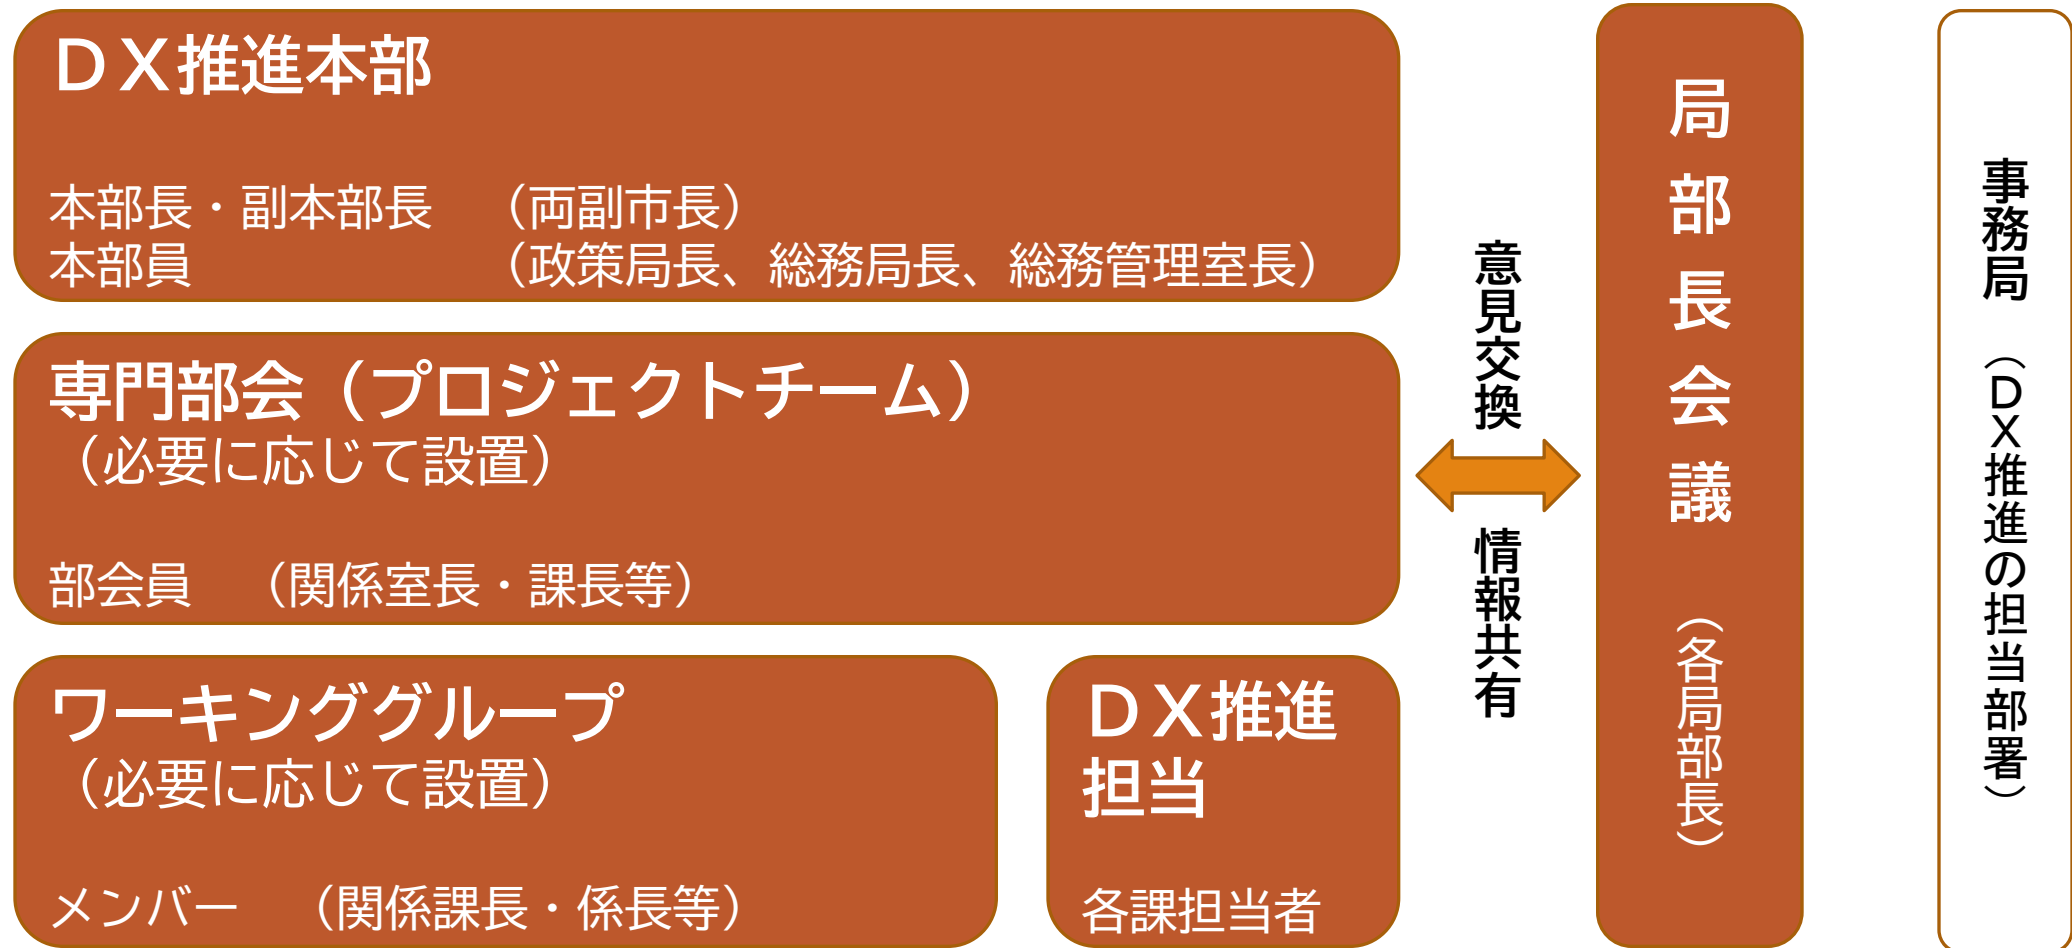 ＤＸ推進本部
本部長・副本部長　（両副市長）
本部員　（政策局長、総務局長、総務管理室長）
専門部会（プロジェクトチーム）
（必要に応じて設置）
部会員　（関係室長・課長等）
ワーキンググループ
（必要に応じて設置）
メンバー　（関係課長・係長等）
ＤＸ推進
担当
各課担当者
意見交換
情報共有
局部長会議　（各局部長）
事務局　（ＤＸ推進の担当部署）